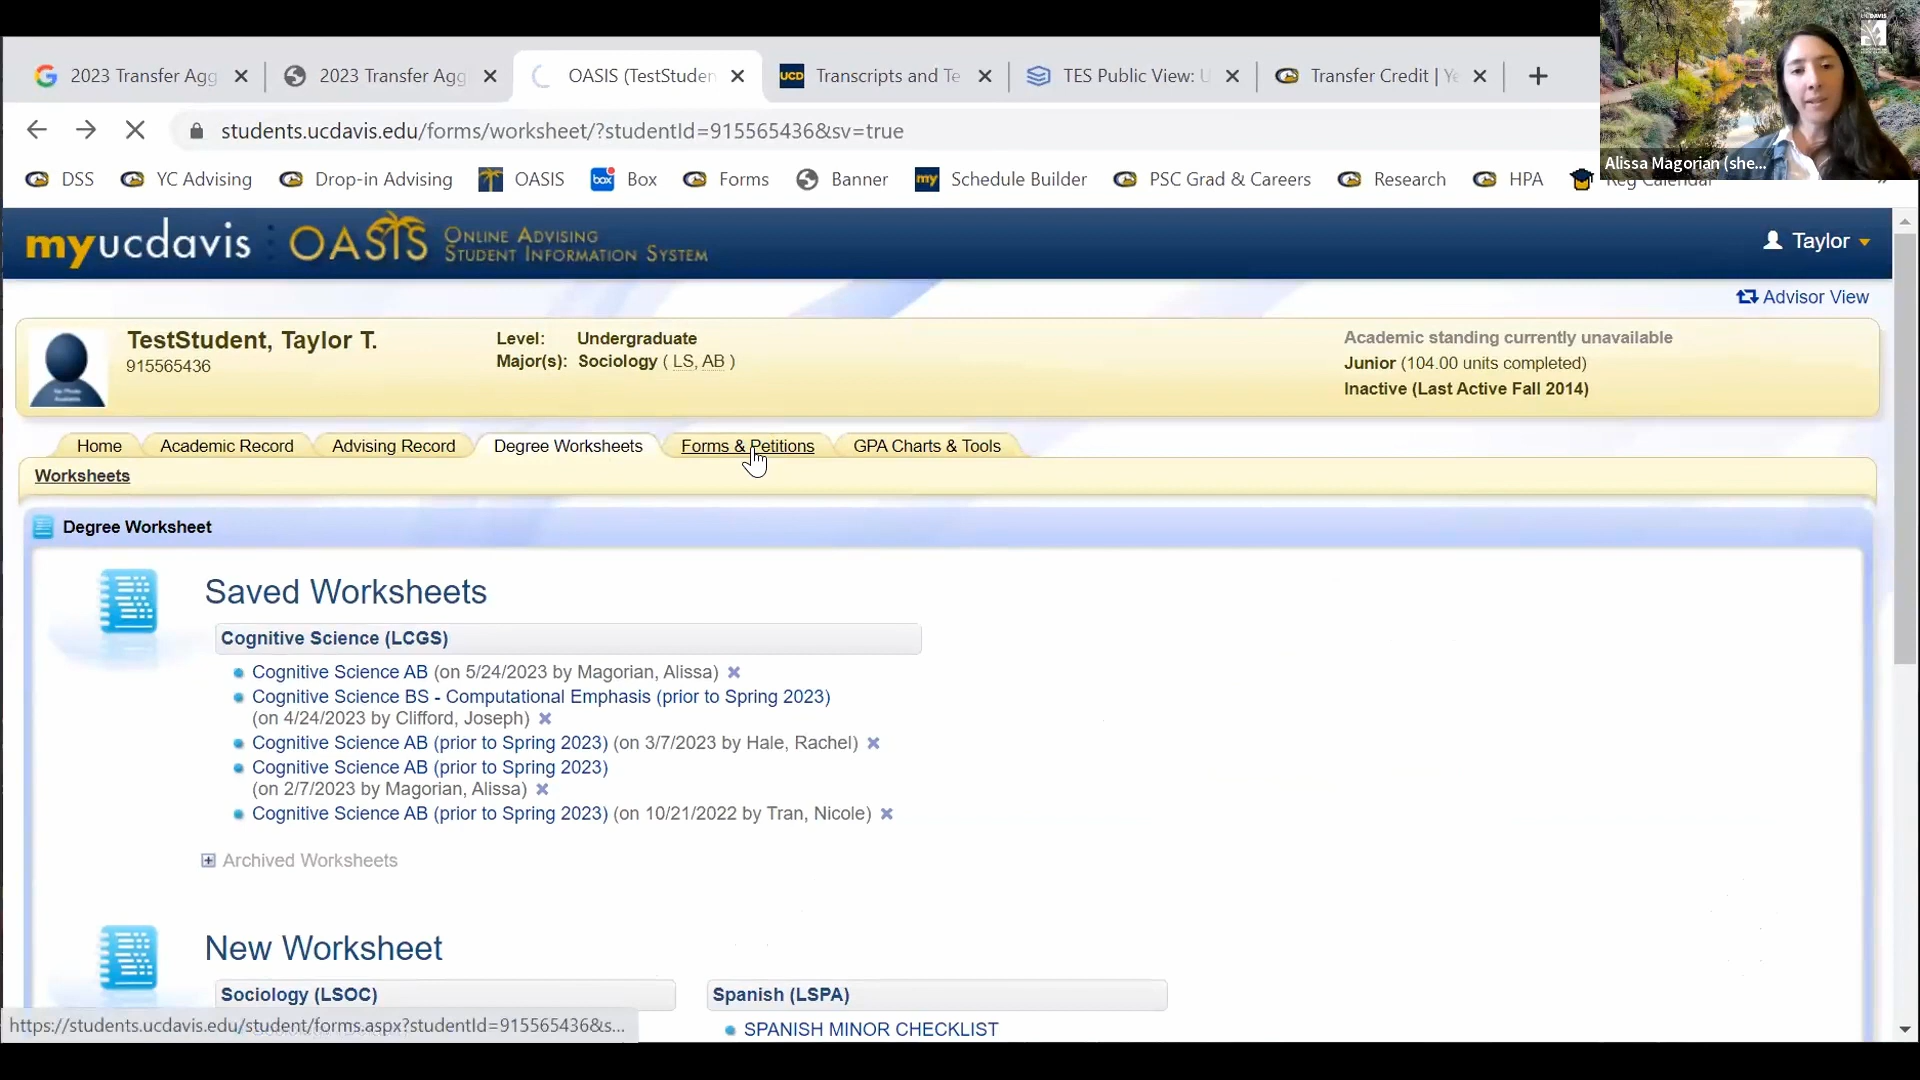 2023 Transfer Agg
2023 Transfer Agg
OASIS (TestStuden
UCD Transcripts and Te
TES Public View: U
Transfer Credit | Ye
students.ucdavis.edu/forms/worksheet/?studentId=915565436&sv=true
DSS
YC Advising
Drop-in Advising
OASIS
box Box
Forms
Banner
my Schedule Builder
PSC Grad & Careers
Research
HPA
Reg Calendar
Alissa Magorian (she...
UC DAVIS
myucdavis OASIS ONLINE ADVISING
STUDENT INFORMATION SYSTEM
Taylor
Advisor View
TestStudent, Taylor T.
915565436
Level: Undergraduate
Major(s): Sociology ( LS, AB )
Academic standing currently unavailable
Junior (104.00 units completed)
Inactive (Last Active Fall 2014)
Home
Academic Record
Advising Record
Degree Worksheets
Forms & Petitions
GPA Charts & Tools
Worksheets
Degree Worksheet
Saved Worksheets
Cognitive Science (LCGS)
Cognitive Science AB (on 5/24/2023 by Magorian, Alissa)
Cognitive Science BS - Computational Emphasis (prior to Spring 2023)
(on 4/24/2023 by Clifford, Joseph)
Cognitive Science AB (prior to Spring 2023) (on 3/7/2023 by Hale, Rachel)
Cognitive Science AB (prior to Spring 2023)
(on 2/7/2023 by Magorian, Alissa)
Cognitive Science AB (prior to Spring 2023) (on 10/21/2022 by Tran, Nicole)
Archived Worksheets
New Worksheet
Sociology (LSOC)
Spanish (LSPA)
SPANISH MINOR CHECKLIST
https://students.ucdavis.edu/student/forms.aspx?studentId=915565436&s...